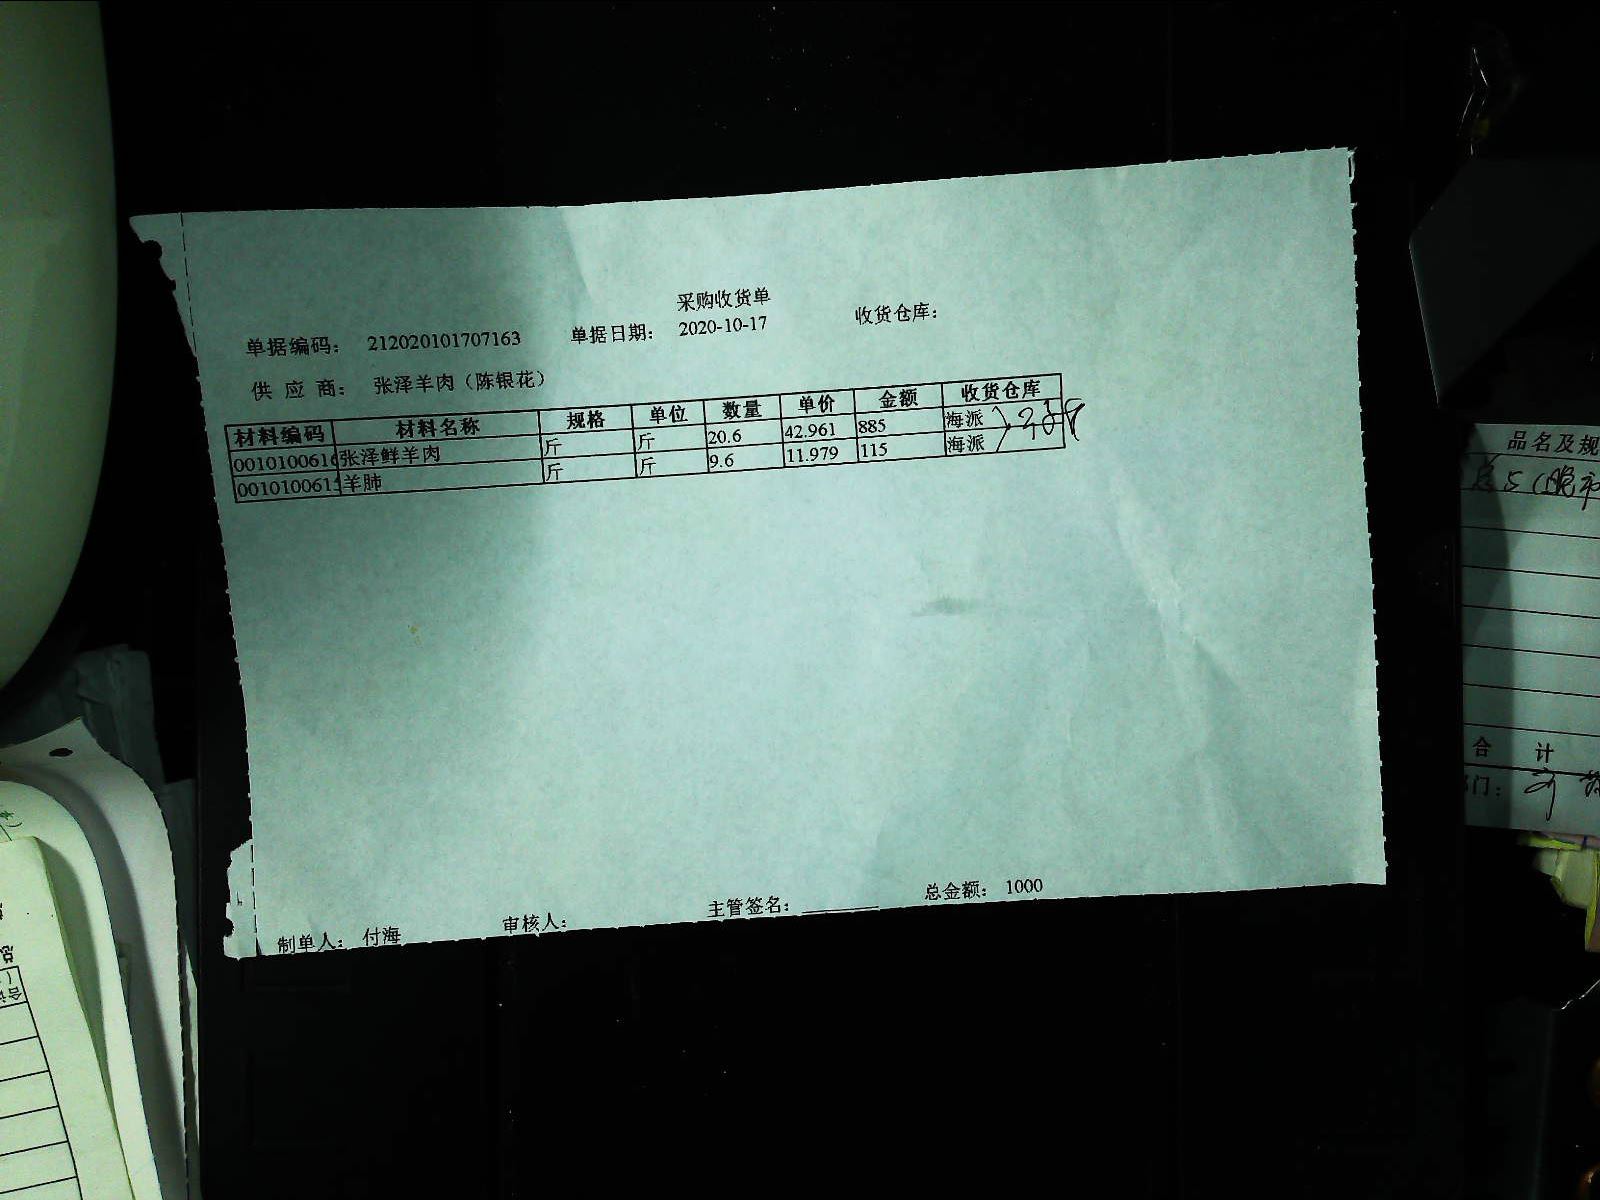 采购收货单
单据编码： 212020101707163 单据日期： 2020-10-17 收货仓库：
供 应 商： 张泽羊肉（陈银花）
材料编码 材料名称 规格 单位 数量 单价 金额 收货仓库
001010061 张泽鲜羊肉 斤 斤 20.6 42.961 885 海派
001010061 羊肺 斤 斤 9.6 11.979 115 海派
制单人： 付海 审核人： 主管签名： 总金额： 1000
品名及规
合 计
门：